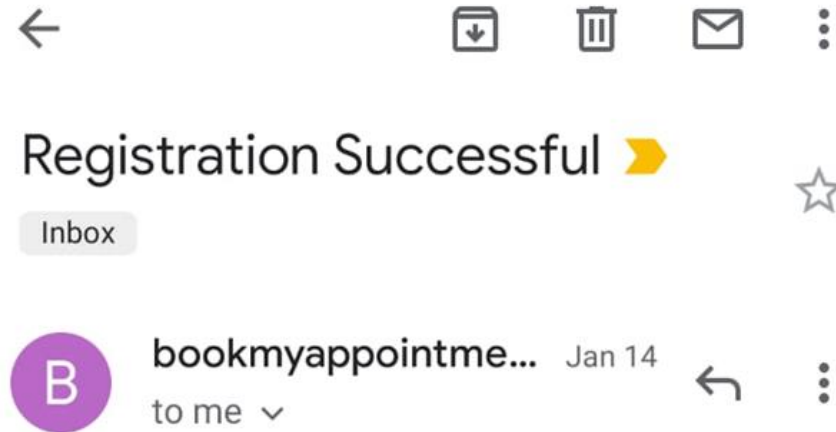 Registration Successful
Inbox
B
bookmyappointme... Jan 14
to me